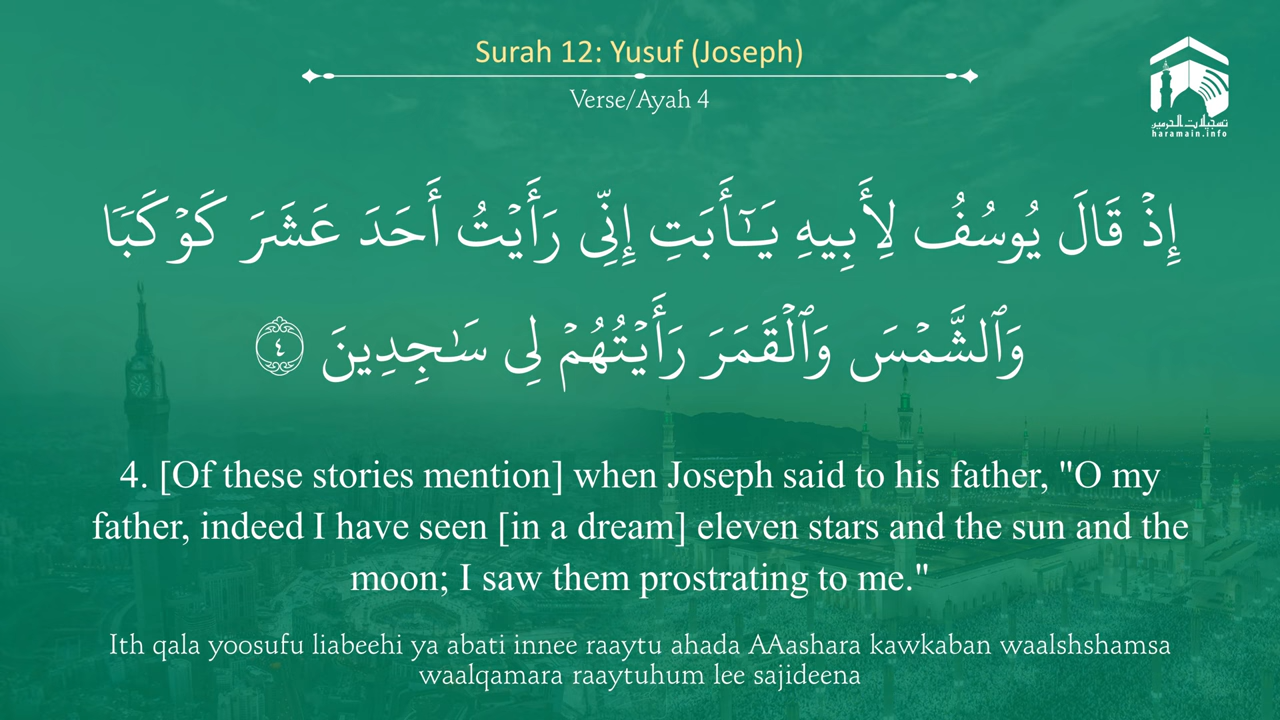 Surah 12: Yusuf (Joseph)
Verse/Ayah 4
تسجيلات الحرمين
haramain.info
إِذْ قَالَ يُوسُفُ لِأَبِيهِ يَـٰٓأَبَتِ إِنِّى رَأَيْتُ أَحَدَ عَشَرَ كَوْكَبًا
وَٱلشَّمْسَ وَٱلْقَمَرَ رَأَيْتُهُمْ لِى سَـٰجِدِينَ ٤
4. [Of these stories mention] when Joseph said to his father, "O my
father, indeed I have seen [in a dream] eleven stars and the sun and the
moon; I saw them prostrating to me."
Ith qala yoosufu liabeehi ya abati innee raaytu ahada AAashara kawkaban waalshshamsa
waalqamara raaytuhum lee sajideena